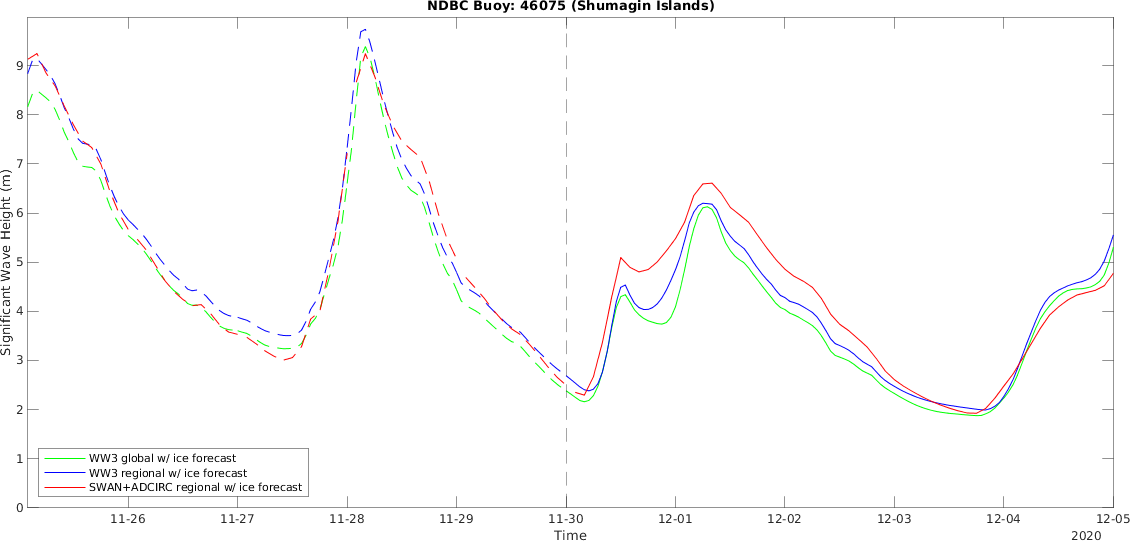 NDBC Buoy: 46075 (Shumagin Islands)
Significant Wave Height (m)
9
8
7
6
5
4
3
2
1
0
WW3 global w/ ice forecast
WW3 regional w/ ice forecast
SWAN+ADCIRC regional w/ ice forecast
11-26 11-27 11-28 11-29 11-30 12-01 12-02 12-03 12-04 12-05
Time
2020